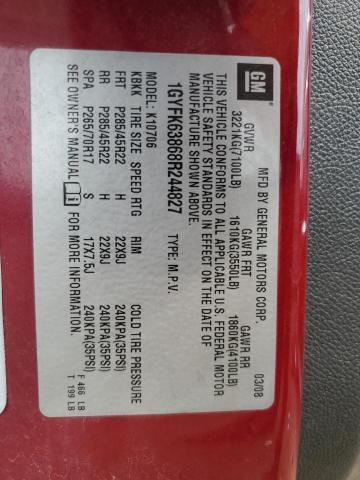 GM
MFD BY GENERAL MOTORS CORP.
03/08
GVWR GAWR FRT GAWR RR
3221KG(7100LB) 1610KG(3550LB) 1860KG(4100LB)
THIS VEHICLE CONFORMS TO ALL APPLICABLE U.S. FEDERAL MOTOR
VEHICLE SAFETY STANDARDS IN EFFECT ON THE DATE OF
MANUFACTURE SHOWN ABOVE.
1GYFK63868R244827 TYPE: M.P.V.
MODEL: K10706
KBKK TIRE SIZE SPEED RTG RIM COLD TIRE PRESSURE
FRT P285/45R22 H 22X9J 240KPA(35PSI)
RR P285/45R22 H 22X9J 240KPA(35PSI)
SPA P265/70R17 S 17X7.5J 240KPA(35PSI)
SEE OWNER'S MANUAL i FOR MORE INFORMATION.
F 466 LB
T 199 LB